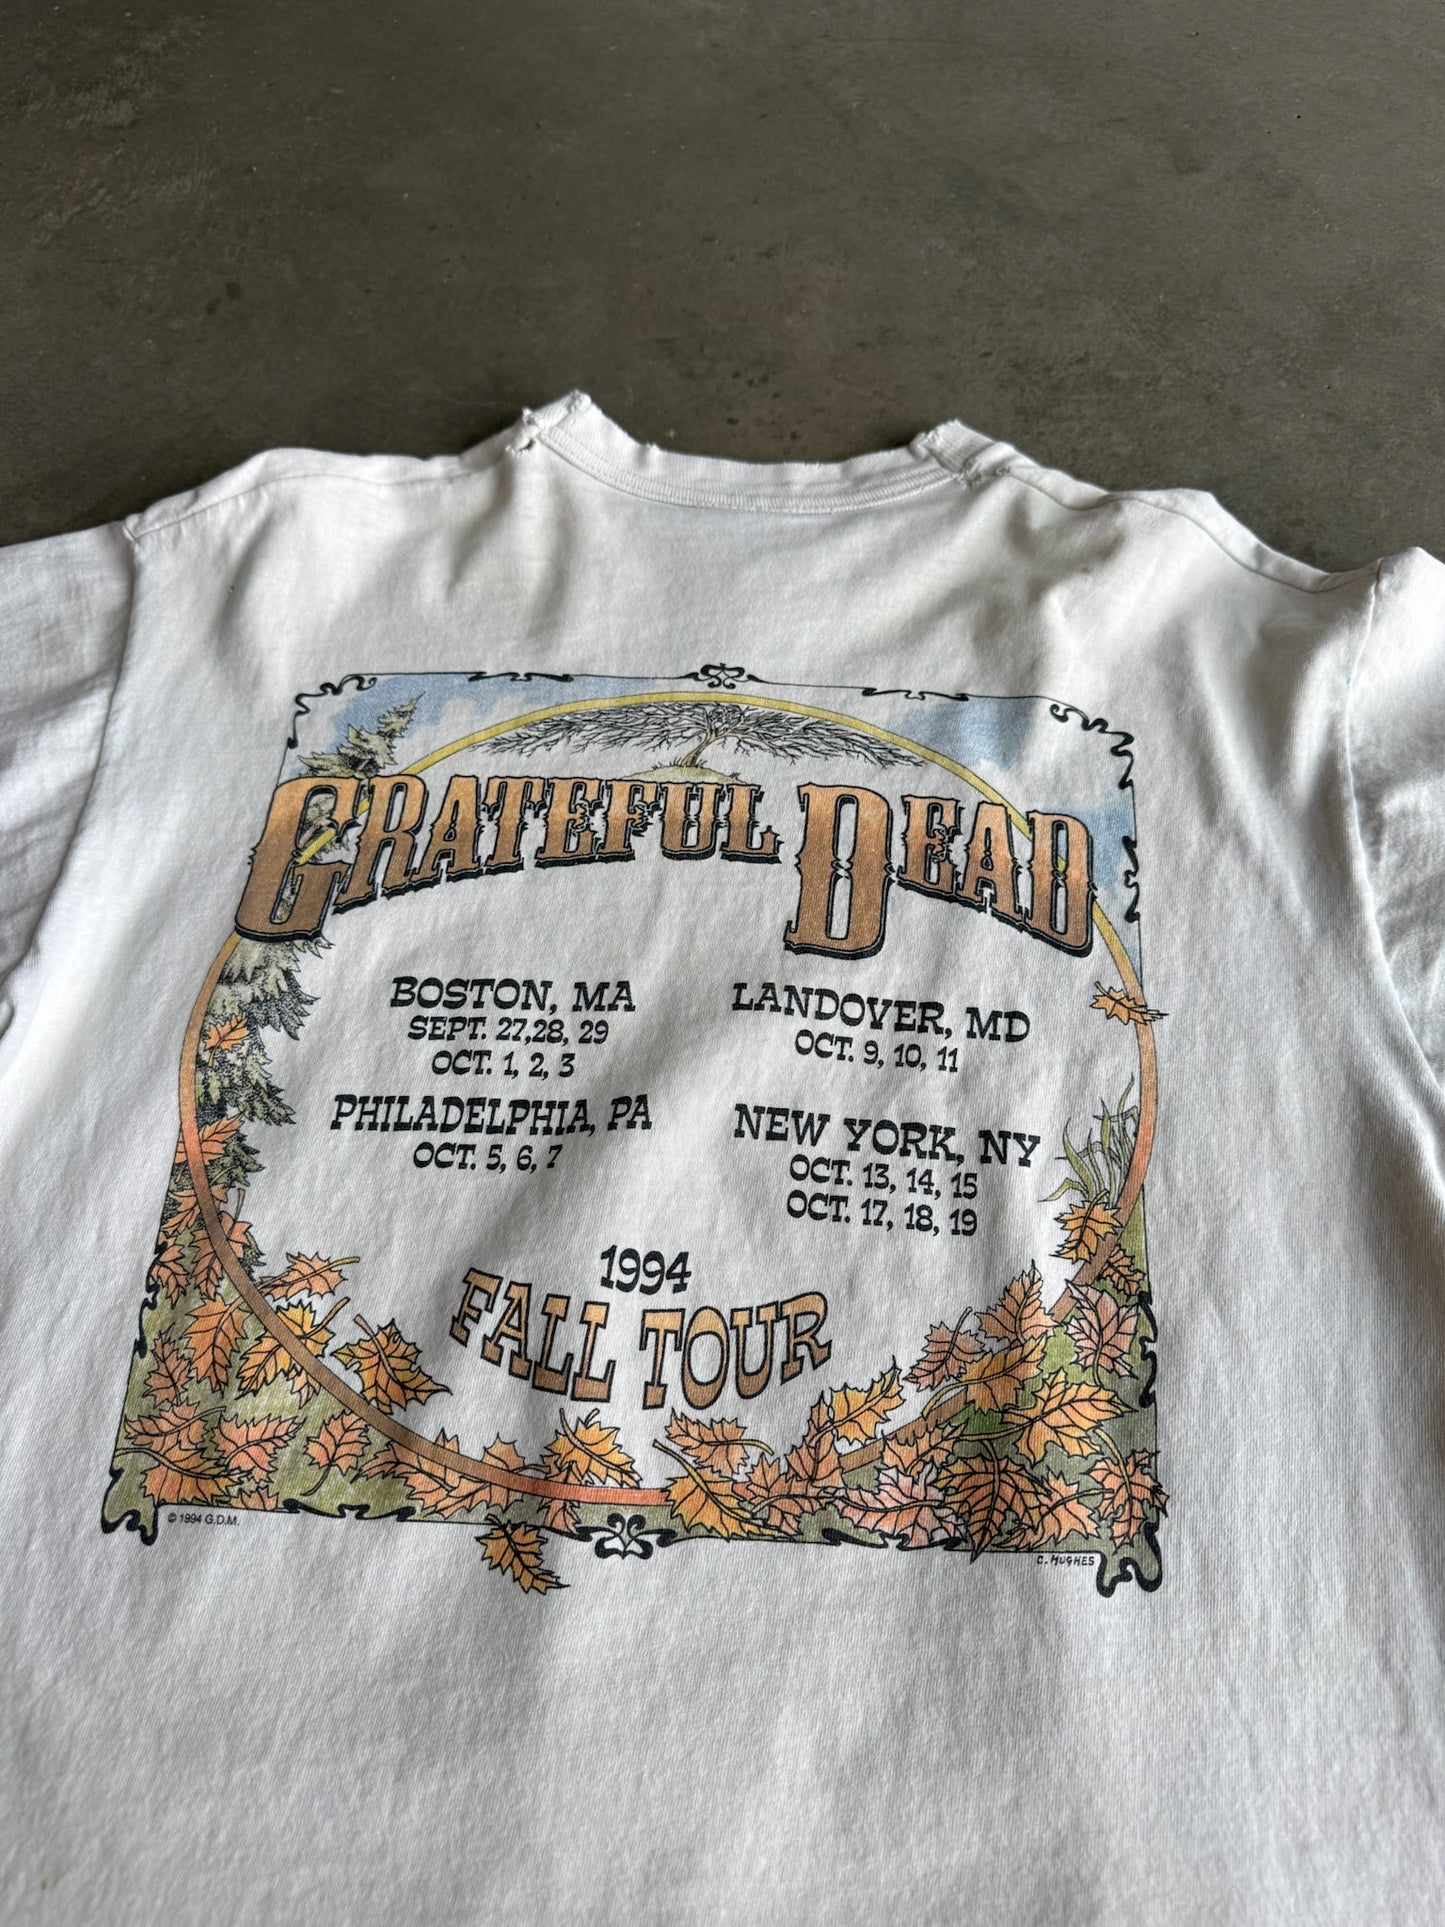 GRATEFUL DEAD
BOSTON, MA
SEPT. 27,28, 29
OCT. 1, 2, 3
PHILADELPHIA, PA
OCT. 5, 6, 7
LANDOVER, MD
OCT. 9, 10, 11
NEW YORK, NY
OCT. 13, 14, 15
OCT. 17, 18, 19
1994
FALL TOUR
© 1994 G.D.M.
C. HUGHES